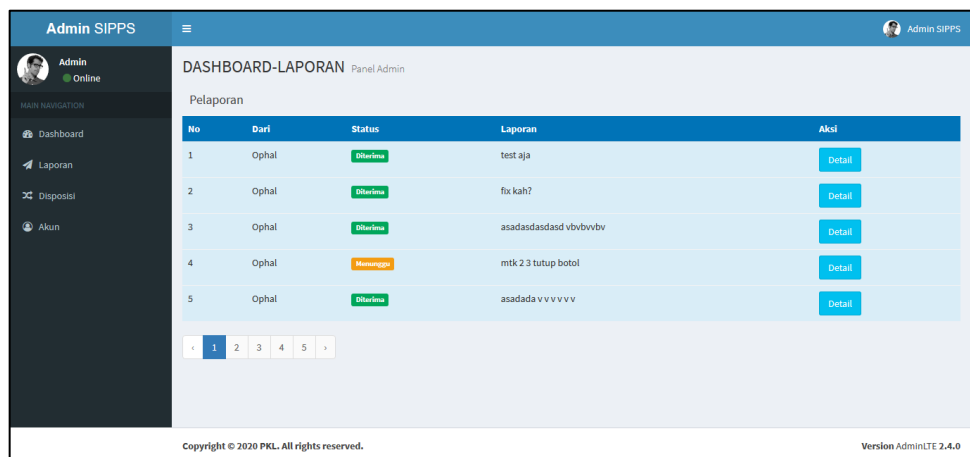 Admin SIPPS
Admin SIPPS
Admin
Online
DASHBOARD-LAPORAN Panel Admin
MAIN NAVIGATION
Pelaporan
Dashboard
Laporan
Disposisi
Akun
No Dari Status Laporan Aksi
1 Ophal Diterima test aja Detail
2 Ophal Diterima fix kah? Detail
3 Ophal Diterima asadasdasdasd vbvbvvbv Detail
4 Ophal Menunggu mtk 2 3 tutup botol Detail
5 Ophal Diterima asadada v v v v v v Detail
‹ 1 2 3 4 5 ›
Copyright © 2020 PKL. All rights reserved. Version AdminLTE 2.4.0